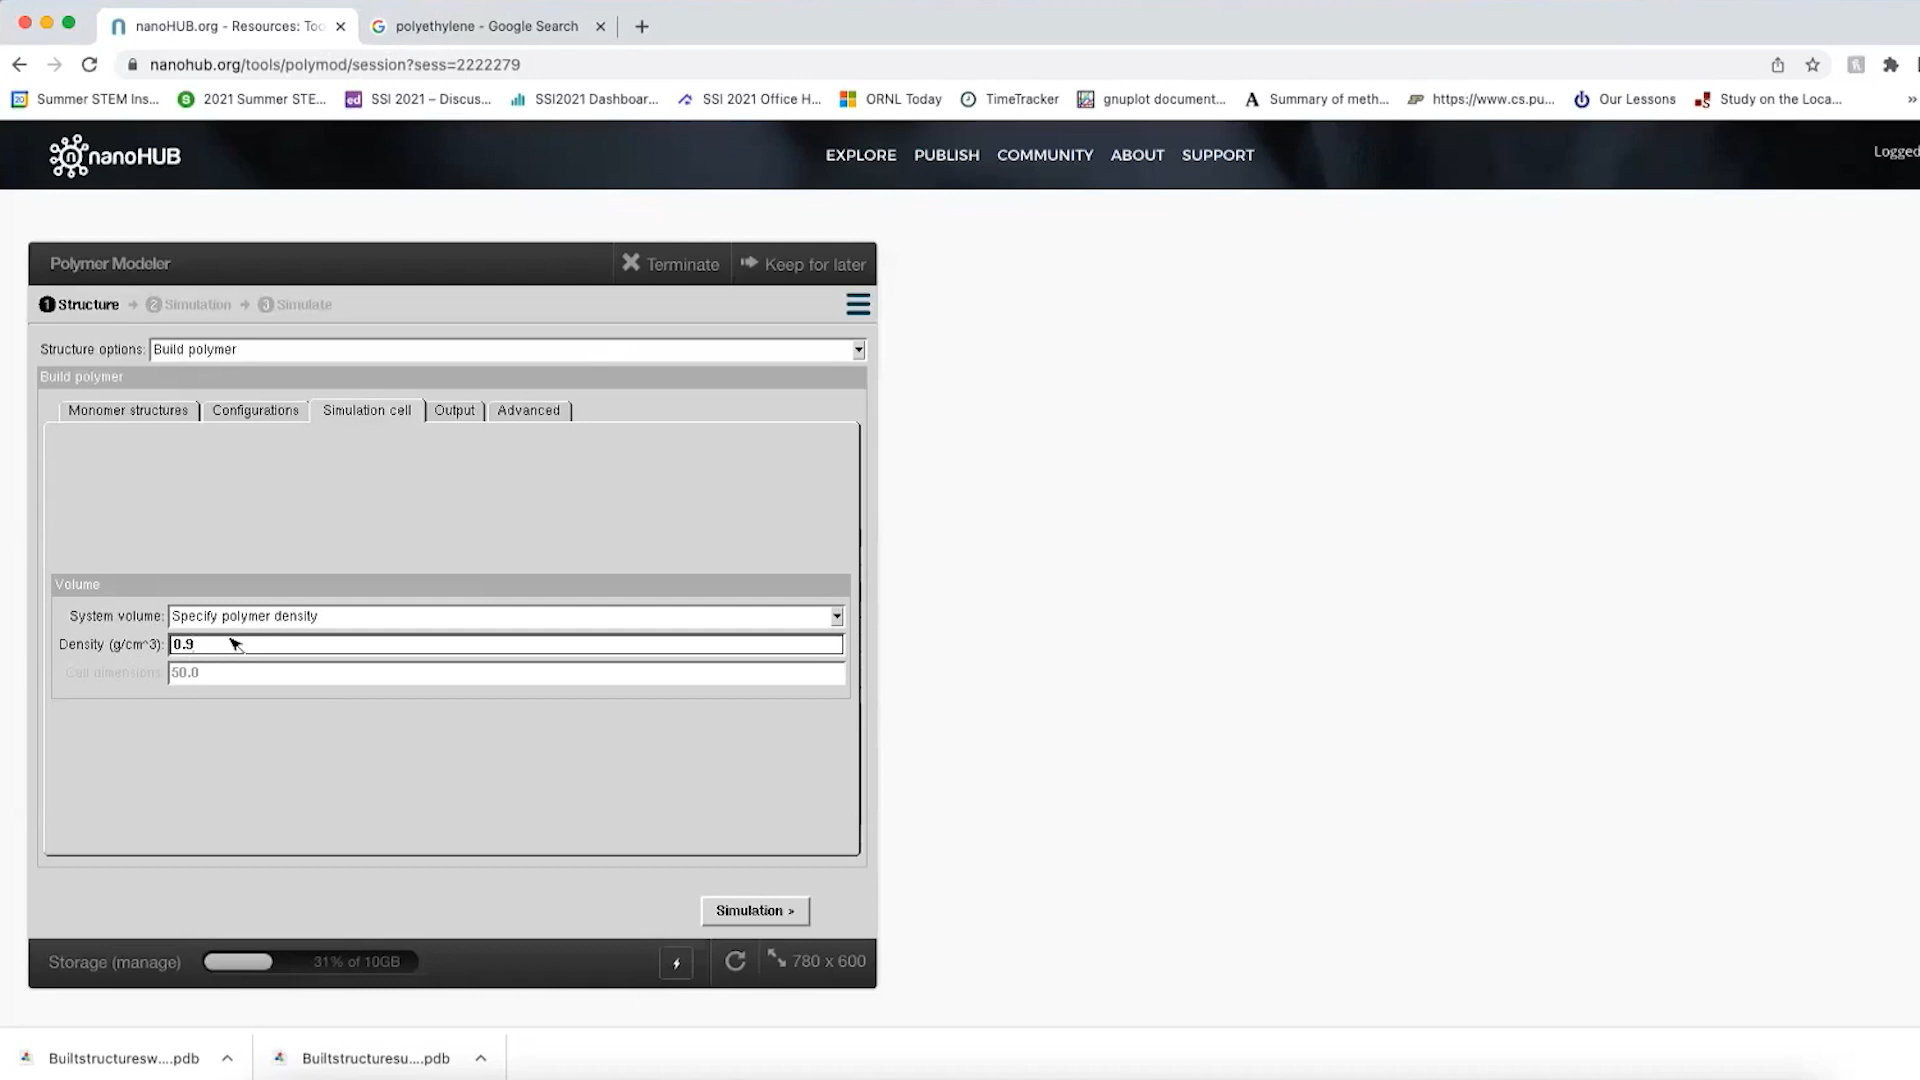 nanoHUB.org - Resources: Too
polyethylene - Google Search
nanohub.org/tools/polymod/session?sess=2222279
Summer STEM Ins...
2021 Summer STE...
SSI 2021 – Discus...
SSI2021 Dashboar...
SSI 2021 Office H...
ORNL Today
TimeTracker
gnuplot document...
Summary of meth...
https://www.cs.pu...
Our Lessons
Study on the Loca...
nanoHUB
EXPLORE PUBLISH COMMUNITY ABOUT SUPPORT
Logged
Polymer Modeler
Terminate
Keep for later
1 Structure → 2 Simulation → 3 Simulate
Structure options: Build polymer
Build polymer
Monomer structures Configurations Simulation cell Output Advanced
Volume
System volume: Specify polymer density
Density (g/cm^3): 0.9
Cell dimensions: 50.0
Simulation »
Storage (manage) 31% of 10GB
780 x 600
Builtstructuresw....pdb
Builtstructuresu....pdb